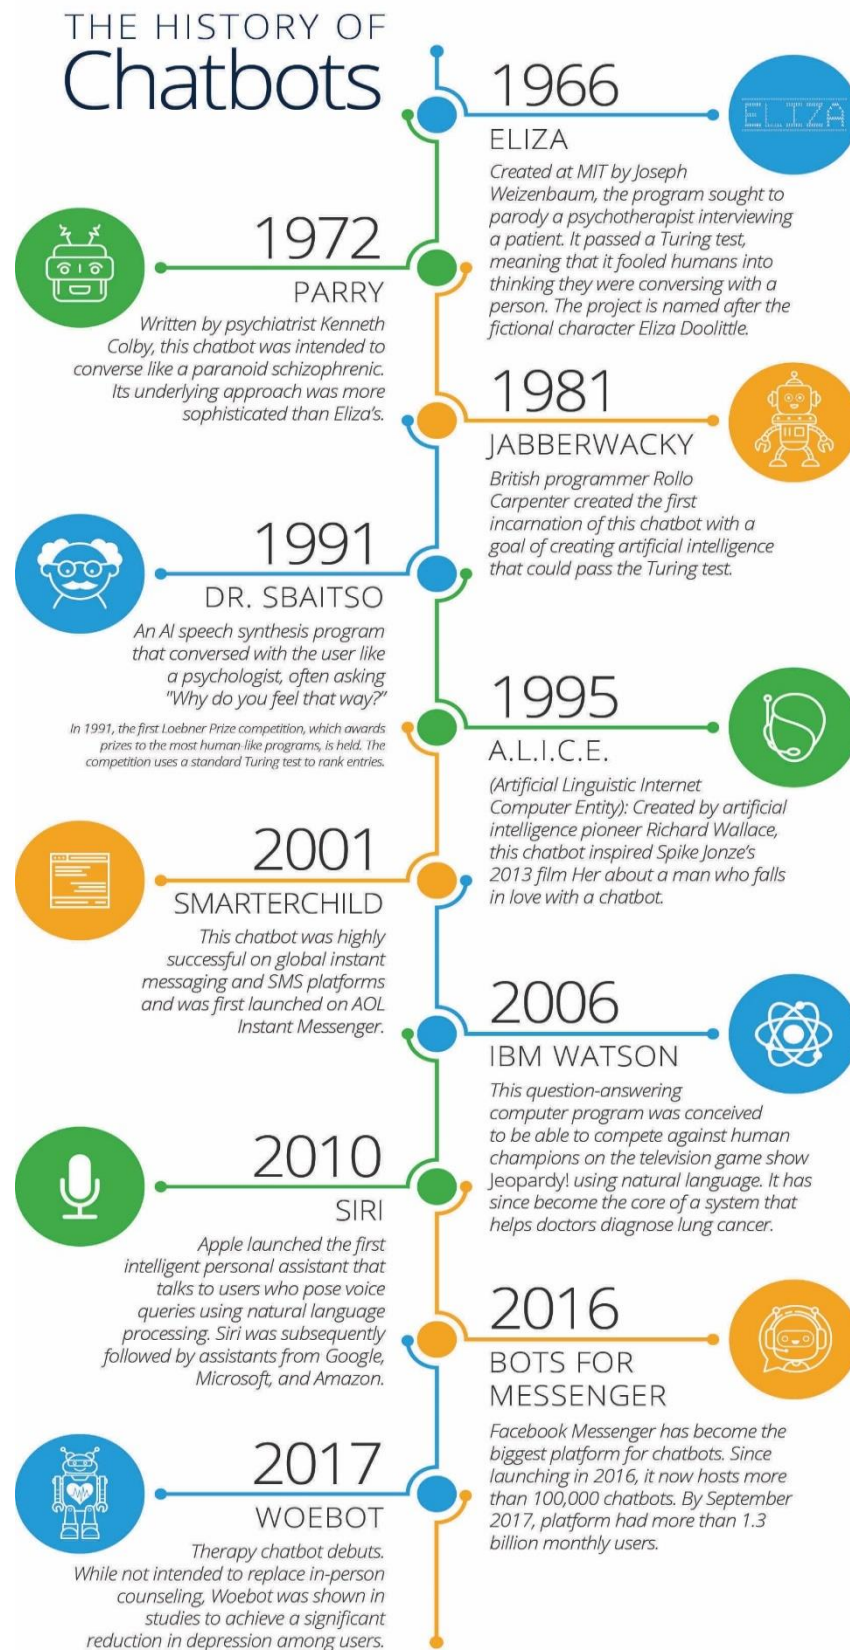 THE HISTORY OF
Chatbots
1966
ELIZA
ELIZA
Created at MIT by Joseph
Weizenbaum, the program sought to
parody a psychotherapist interviewing
a patient. It passed a Turing test,
meaning that it fooled humans into
thinking they were conversing with a
person. The project is named after the
fictional character Eliza Doolittle.
1972
PARRY
Written by psychiatrist Kenneth
Colby, this chatbot was intended to
converse like a paranoid schizophrenic.
Its underlying approach was more
sophisticated than Eliza's.
1981
JABBERWACKY
British programmer Rollo
Carpenter created the first
incarnation of this chatbot with a
goal of creating artificial intelligence
that could pass the Turing test.
1991
DR. SBAITSO
An AI speech synthesis program
that conversed with the user like
a psychologist, often asking
"Why do you feel that way?”
In 1991, the first Loebner Prize competition, which awards
prizes to the most human-like programs, is held. The
competition uses a standard Turing test to rank entries.
1995
A.L.I.C.E.
(Artificial Linguistic Internet
Computer Entity): Created by artificial
intelligence pioneer Richard Wallace,
this chatbot inspired Spike Jonze's
2013 film Her about a man who falls
in love with a chatbot.
2001
SMARTERCHILD
This chatbot was highly
successful on global instant
messaging and SMS platforms
and was first launched on AOL
Instant Messenger.
2006
IBM WATSON
This question-answering
computer program was conceived
to be able to compete against human
champions on the television game show
Jeopardy! using natural language. It has
since become the core of a system that
helps doctors diagnose lung cancer.
2010
SIRI
Apple launched the first
intelligent personal assistant that
talks to users who pose voice
queries using natural language
processing. Siri was subsequently
followed by assistants from Google,
Microsoft, and Amazon.
2016
BOTS FOR
MESSENGER
Facebook Messenger has become the
biggest platform for chatbots. Since
launching in 2016, it now hosts more
than 100,000 chatbots. By September
2017, platform had more than 1.3
billion monthly users.
2017
WOEBOT
Therapy chatbot debuts.
While not intended to replace in-person
counseling, Woebot was shown in
studies to achieve a significant
reduction in depression among users.